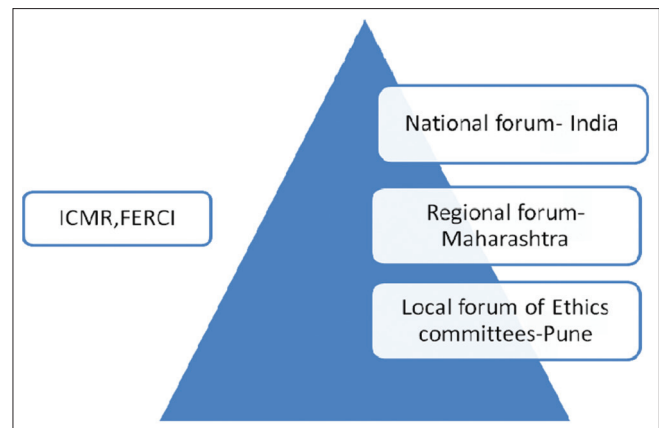 National forum- India
ICMR,FERCI
Regional forum-
Maharashtra
Local forum of Ethics
committees-Pune